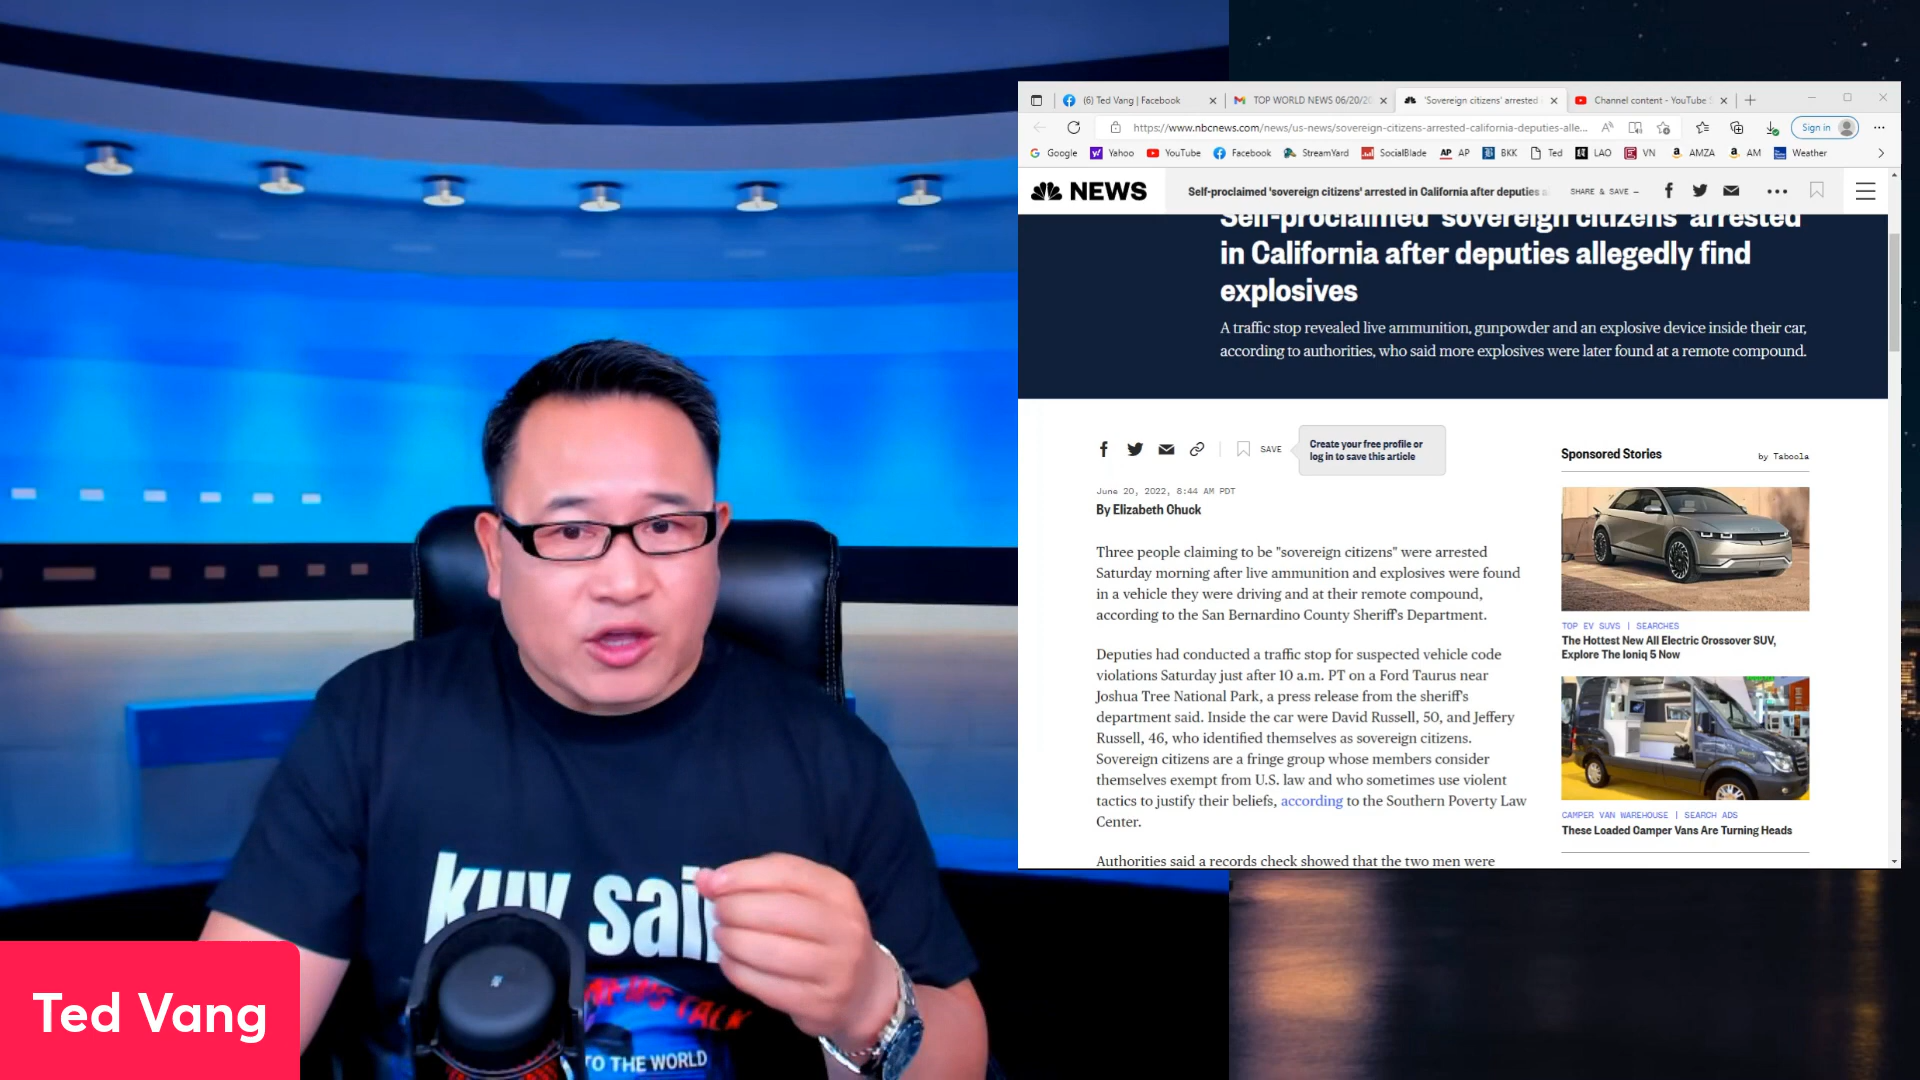 (6) Ted Vang | Facebook
TOP WORLD NEWS 06/20/20
'Sovereign citizens' arrested
Channel content - YouTube
https://www.nbcnews.com/news/us-news/sovereign-citizens-arrested-california-deputies-alle...
Sign in
Google
Yahoo
YouTube
Facebook
StreamYard
SocialBlade
AP AP
BKK
Ted
LAO
VN
AMZA
AM
Weather
NEWS
Self-proclaimed 'sovereign citizens' arrested in California after deputies
SHARE & SAVE —
Self-proclaimed 'sovereign citizens' arrested
in California after deputies allegedly find
explosives
A traffic stop revealed live ammunition, gunpowder and an explosive device inside their car,
according to authorities, who said more explosives were later found at a remote compound.
SAVE
Create your free profile or
log in to save this article
June 20, 2022, 8:44 AM PDT
By Elizabeth Chuck
Three people claiming to be "sovereign citizens" were arrested
Saturday morning after live ammunition and explosives were found
in a vehicle they were driving and at their remote compound,
according to the San Bernardino County Sheriff's Department.
Deputies had conducted a traffic stop for suspected vehicle code
violations Saturday just after 10 a.m. PT on a Ford Taurus near
Joshua Tree National Park, a press release from the sheriff's
department said. Inside the car were David Russell, 50, and Jeffery
Russell, 46, who identified themselves as sovereign citizens.
Sovereign citizens are a fringe group whose members consider
themselves exempt from U.S. law and who sometimes use violent
tactics to justify their beliefs, according to the Southern Poverty Law
Center.
Authorities said a records check showed that the two men were
Sponsored Stories
by Taboola
TOP EV SUVS | SEARCHES
The Hottest New All Electric Crossover SUV,
Explore The Ioniq 5 Now
CAMPER VAN WAREHOUSE | SEARCH ADS
These Loaded Camper Vans Are Turning Heads
kuv sai
NEWS TALK
TO THE WORLD
Ted Vang